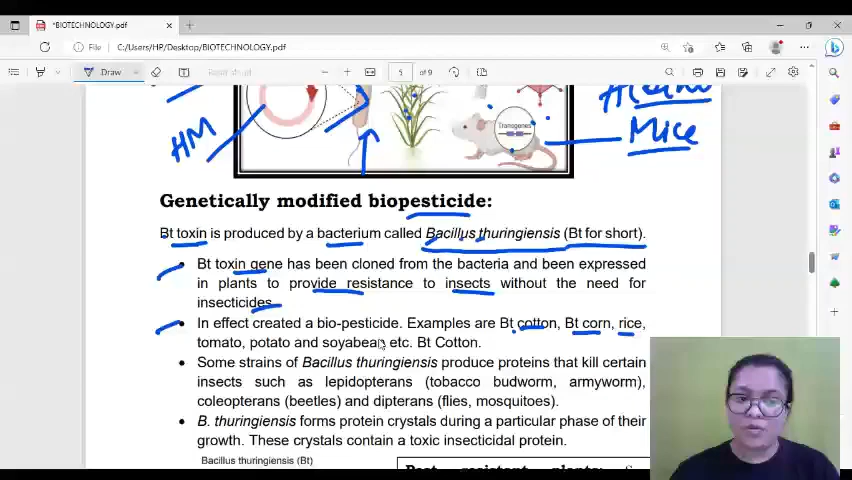 *BIOTECHNOLOGY.pdf
File
C:/Users/HP/Desktop/BIOTECHNOLOGY.pdf
Draw
Read aloud
5
of 9
HM
Transgenes
Mice
Genetically modified biopesticide:
Bt toxin is produced by a bacterium called Bacillus thuringiensis (Bt for short).
• Bt toxin gene has been cloned from the bacteria and been expressed
in plants to provide resistance to insects without the need for
insecticides.
• In effect created a bio-pesticide. Examples are Bt cotton, Bt corn, rice,
tomato, potato and soyabean etc. Bt Cotton.
• Some strains of Bacillus thuringiensis produce proteins that kill certain
insects such as lepidopterans (tobacco budworm, armyworm),
coleopterans (beetles) and dipterans (flies, mosquitoes).
• B. thuringiensis forms protein crystals during a particular phase of their
growth. These crystals contain a toxic insecticidal protein.
Bacillus thuringiensis (Bt)